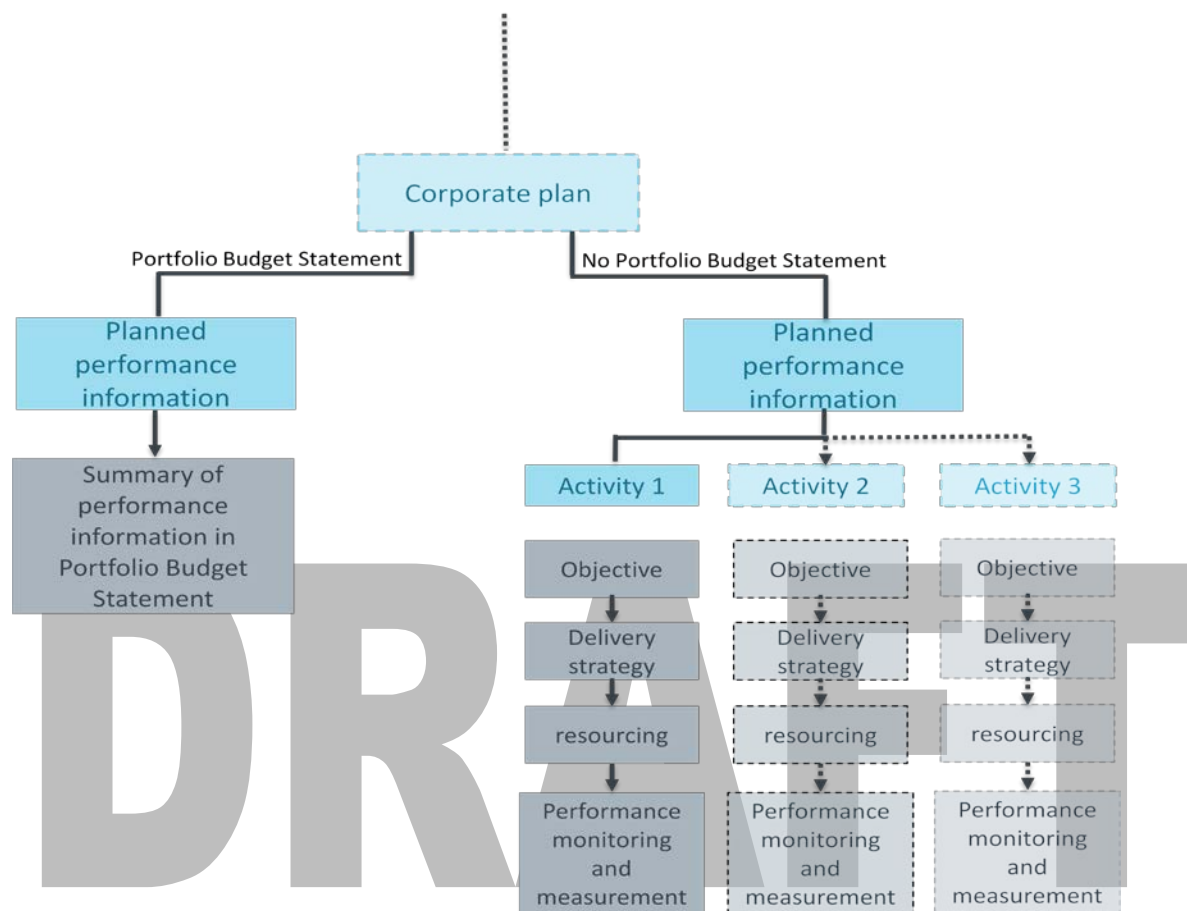 Corporate plan
Portfolio Budget Statement
No Portfolio Budget Statement
Planned
performance
information
Planned
performance
information
Summary of
performance
information in
Portfolio Budget
Statement
Activity 1
Activity 2
Activity 3
Objective
Objective
Objective
Delivery
strategy
Delivery
strategy
Delivery
strategy
resourcing
resourcing
resourcing
Performance
monitoring
and
measurement
Performance
monitoring
and
measurement
Performance
monitoring
and
measurement
DRAFT